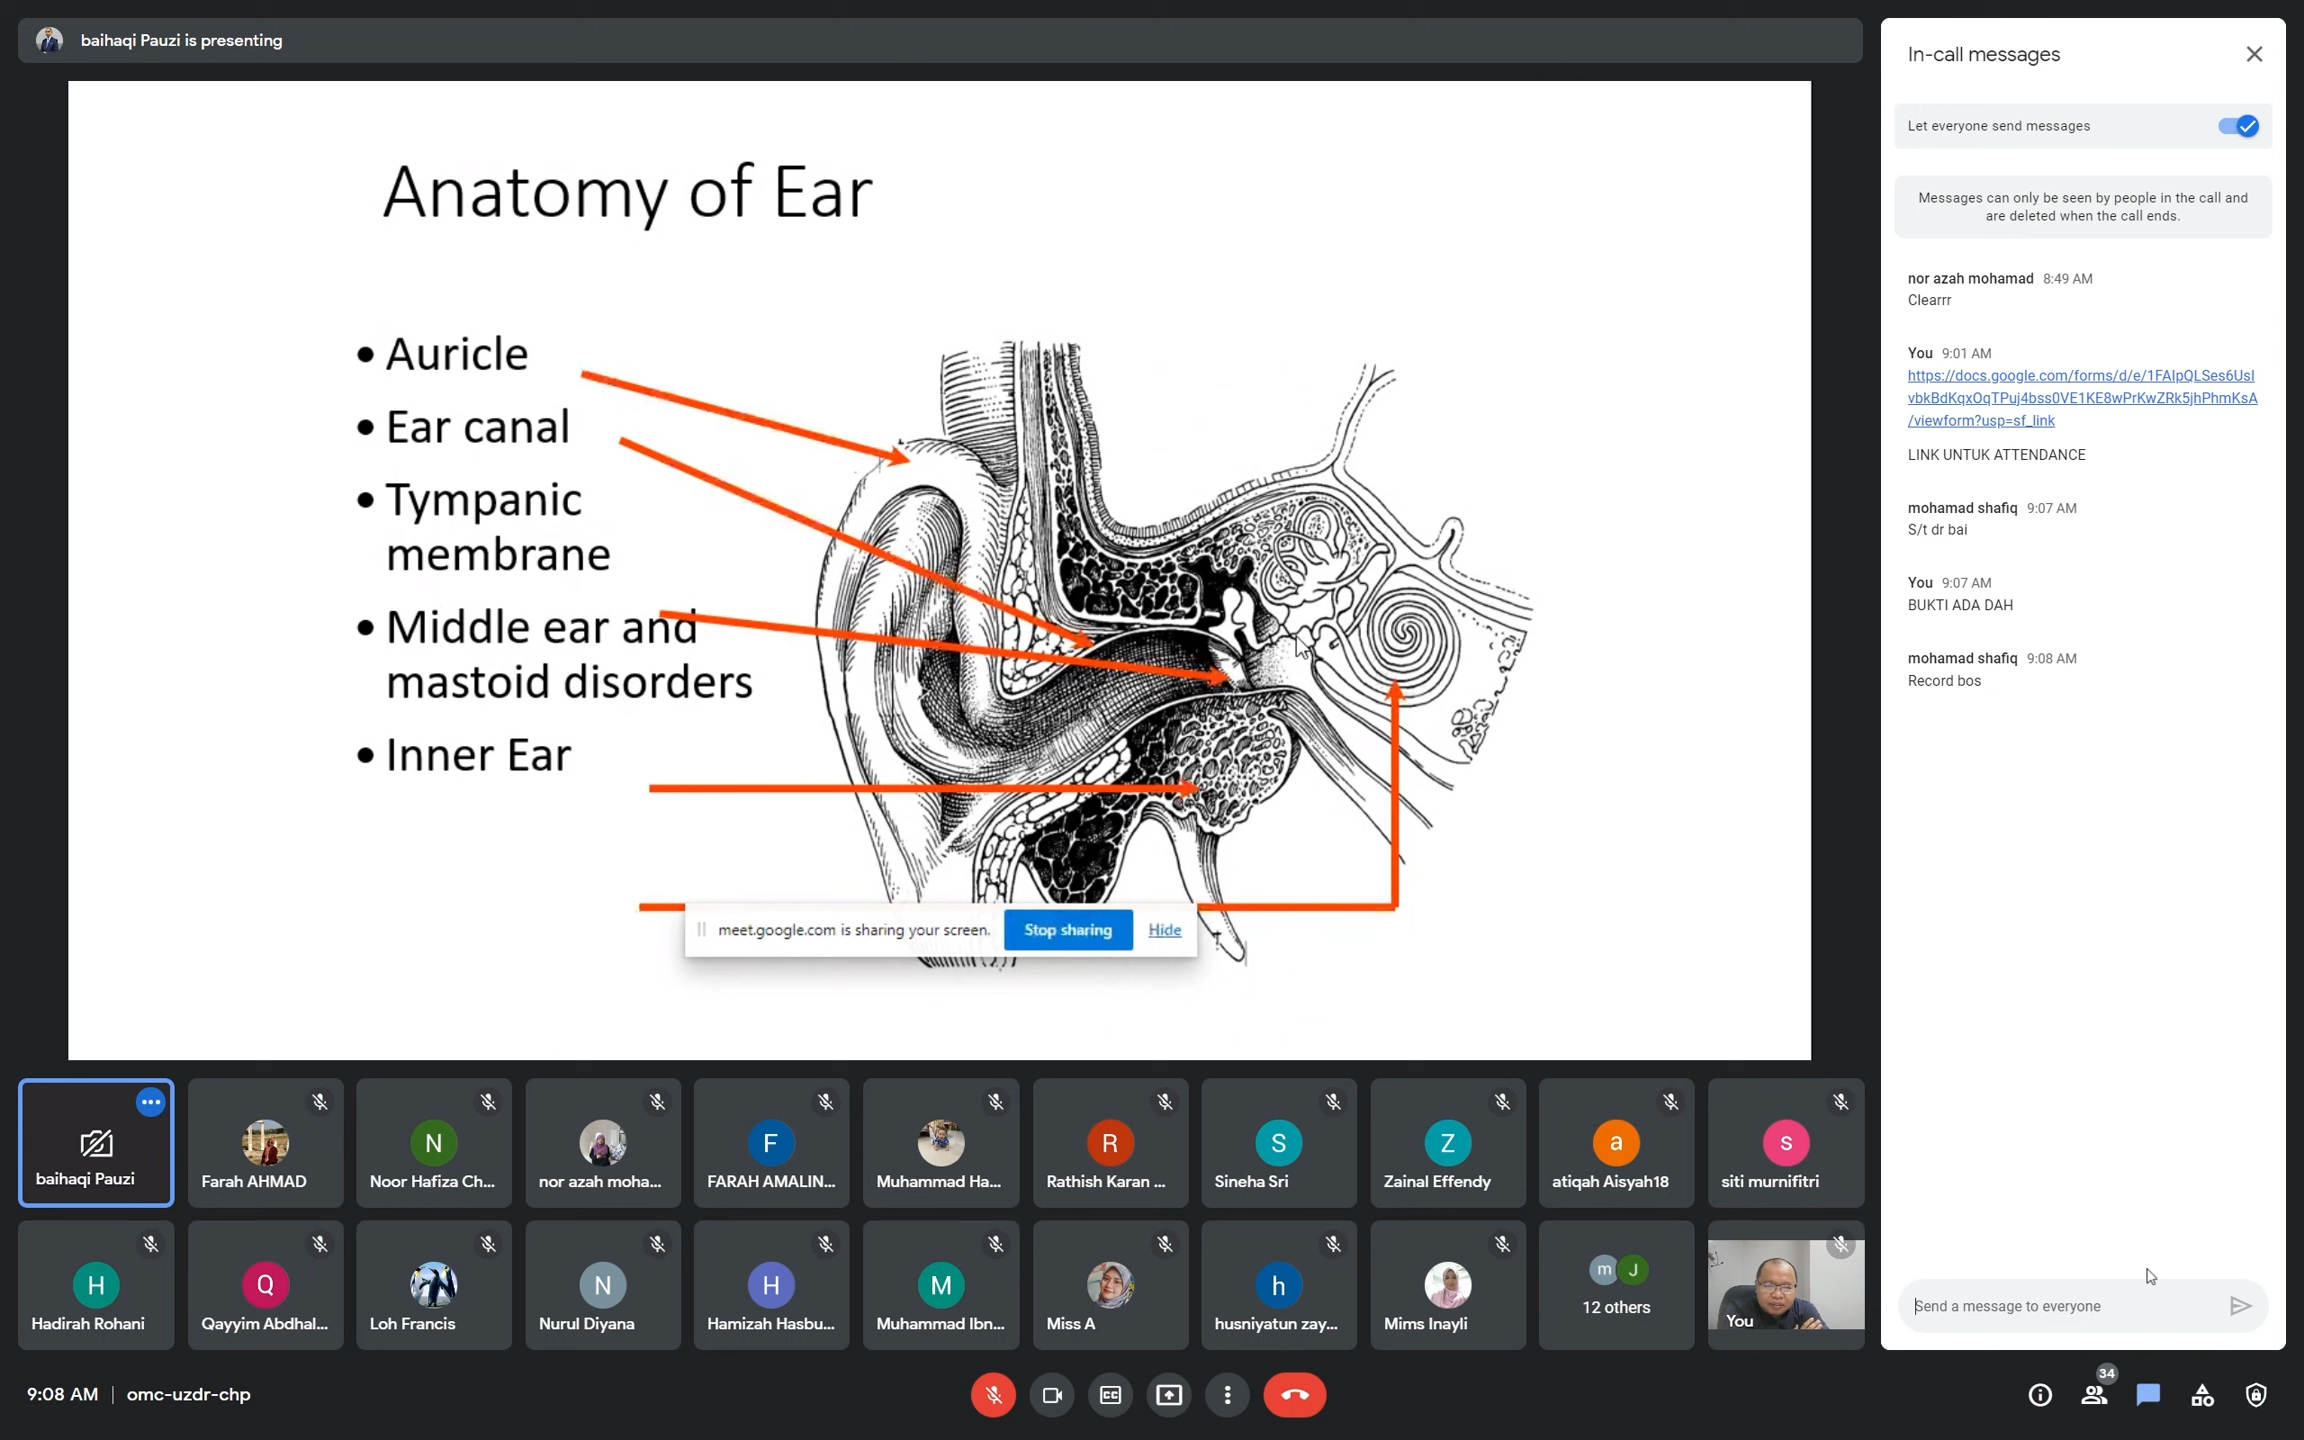 baihaqi Pauzi is presenting
Anatomy of Ear
• Auricle
• Ear canal
• Tympanic
membrane
• Middle ear and
mastoid disorders
• Inner Ear
meet.google.com is sharing your screen.
Stop sharing
Hide
In-call messages
Let everyone send messages
Messages can only be seen by people in the call and
are deleted when the call ends.
nor azah mohamad 8:49 AM
Clearrr
You 9:01 AM
https://docs.google.com/forms/d/e/1FAIpQLSes6UsI
vbkBdKqxOqTPuj4bss0VE1KE8wPrKwZRk5jhPhmKsA
/viewform?usp=sf_link
LINK UNTUK ATTENDANCE
mohamad shafiq 9:07 AM
S/t dr bai
You 9:07 AM
BUKTI ADA DAH
mohamad shafiq 9:08 AM
Record bos
Send a message to everyone
baihaqi Pauzi
Farah AHMAD
N
Noor Hafiza Ch...
nor azah moha...
F
FARAH AMALIN...
Muhammad Ha...
R
Rathish Karan ...
S
Sineha Sri
Z
Zainal Effendy
a
atiqah Aisyah18
s
siti murnifitri
H
Hadirah Rohani
Q
Qayyim Abdhal...
Loh Francis
N
Nurul Diyana
H
Hamizah Hasbu...
M
Muhammad Ibn...
Miss A
h
husniyatun zay...
Mims Inayli
m J
12 others
You
9:08 AM | omc-uzdr-chp
CC
34